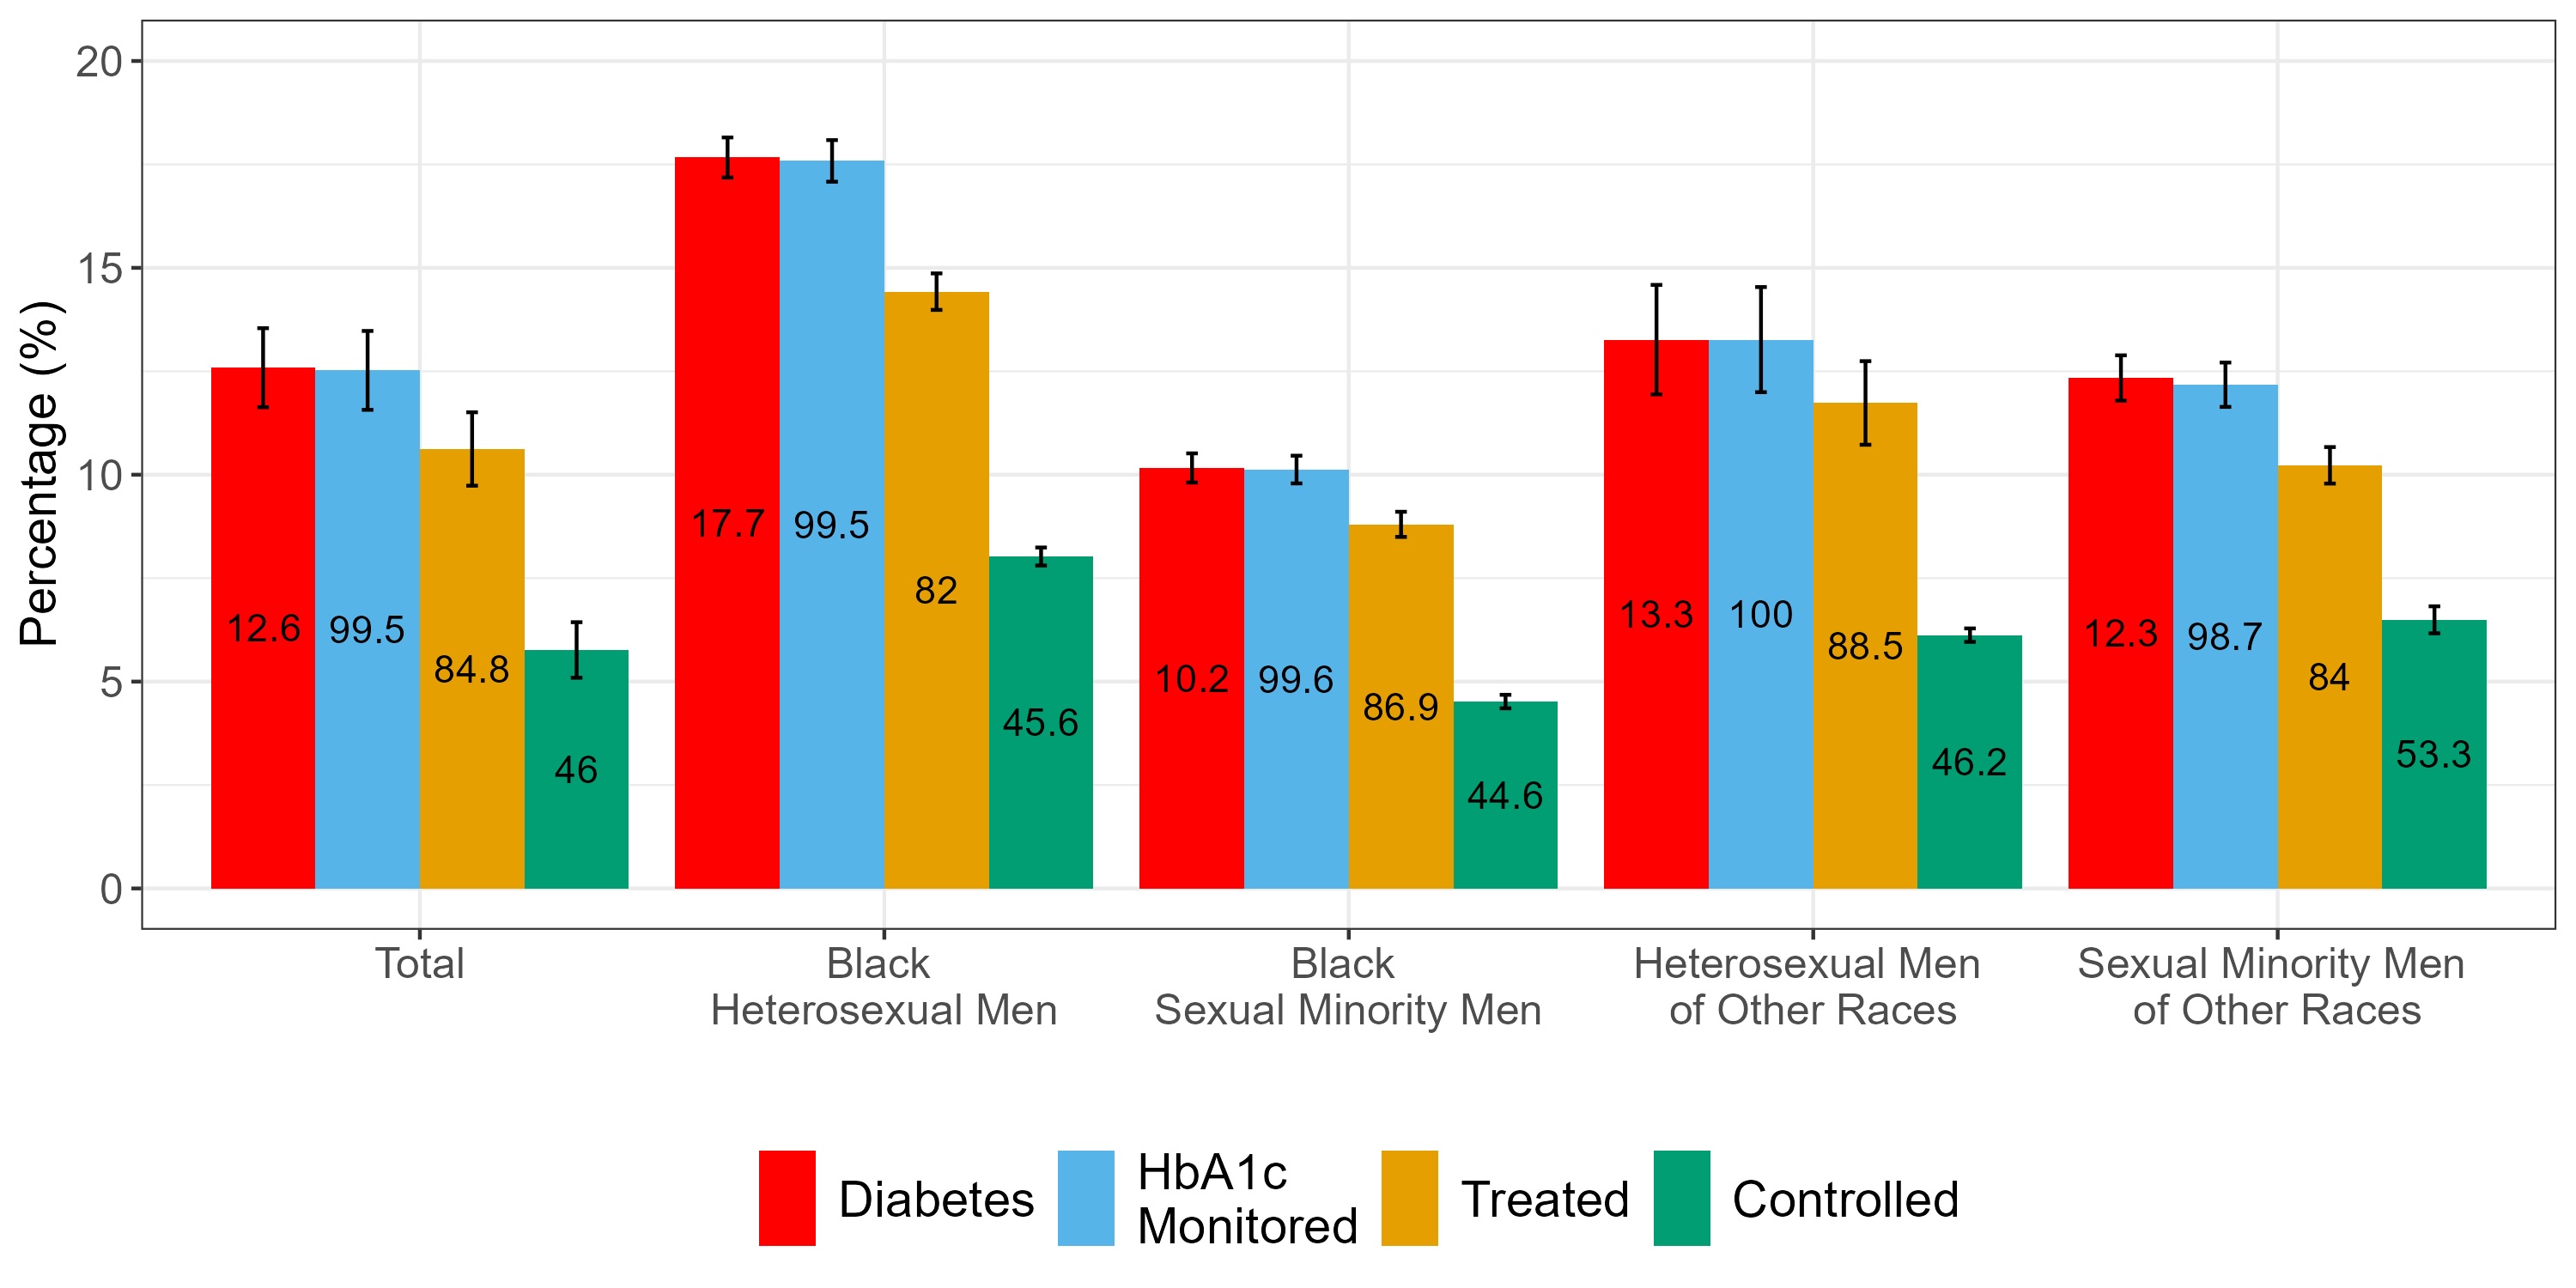 Percentage (%)
20
15
10
5
0
12.6 99.5 84.8 46
17.7 99.5 82 45.6
10.2 99.6 86.9 44.6
13.3 100 88.5 46.2
12.3 98.7 84 53.3
Total
Black
Heterosexual Men
Black
Sexual Minority Men
Heterosexual Men
of Other Races
Sexual Minority Men
of Other Races
Diabetes
HbA1c
Monitored
Treated
Controlled